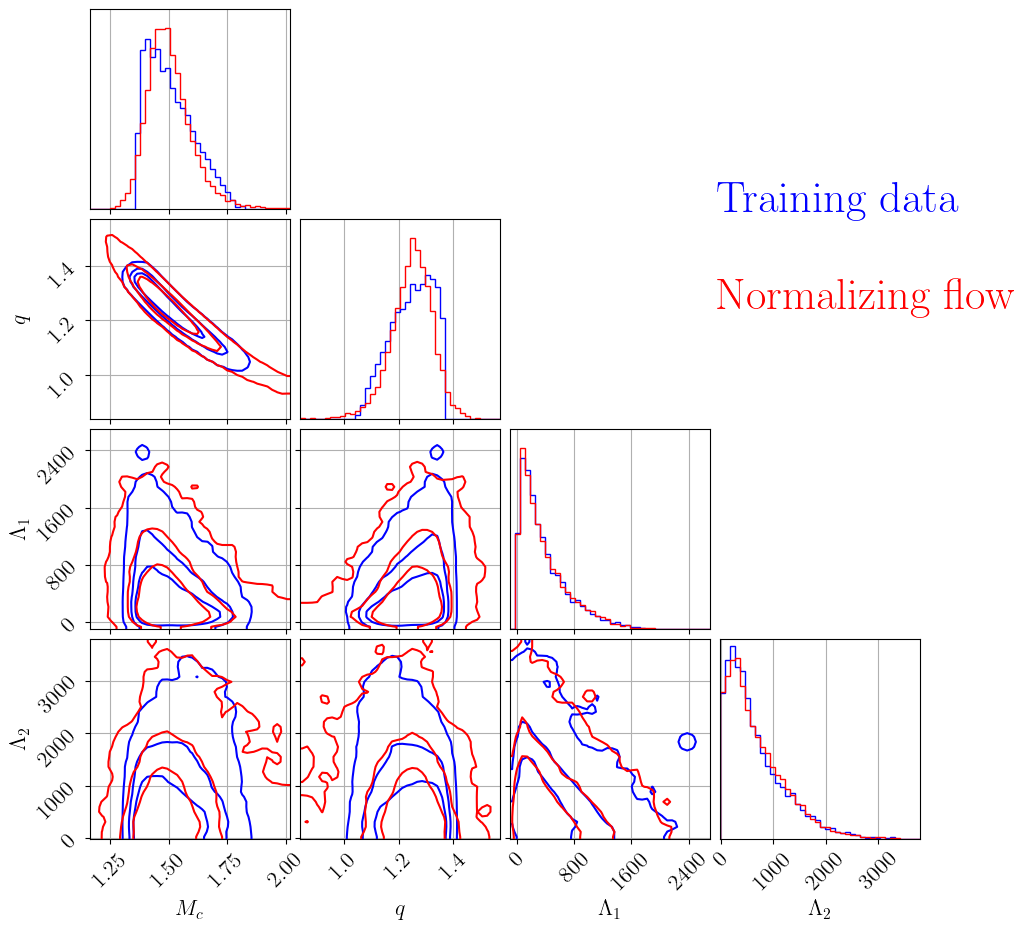 Training data
Normalizing flow
q
1.4
1.2
1.0
Λ₁
2400
1600
800
0
Λ₂
3000
2000
1000
0
1.25 1.50 1.75 2.00
1.0 1.2 1.4
0 800 1600 2400
0 1000 2000 3000
M_c q Λ₁ Λ₂